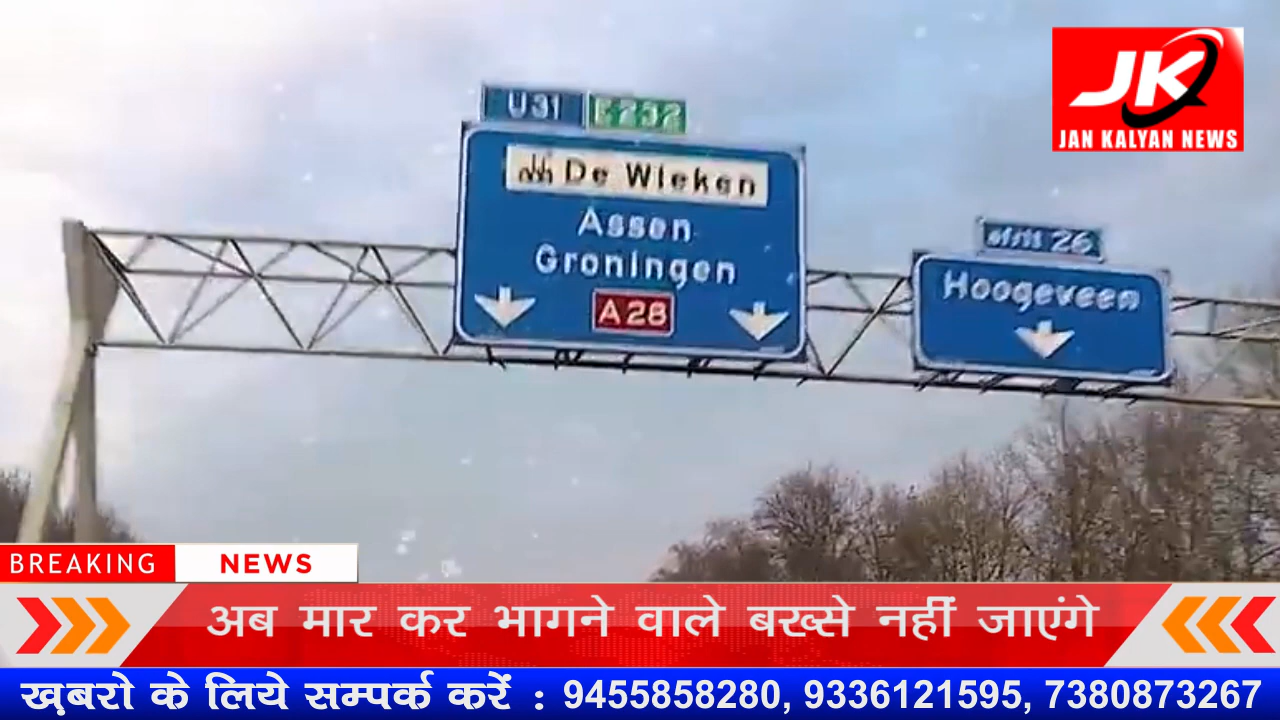 JK
JAN KALYAN NEWS
U31 E232
De Wieken
Assen
Groningen
A28
afrit 26
Hoogeveen
BREAKING NEWS
अब मार कर भागने वाले बख्से नहीं जाएंगे
ख़बरो के लिये सम्पर्क करें : 9455858280, 9336121595, 7380873267